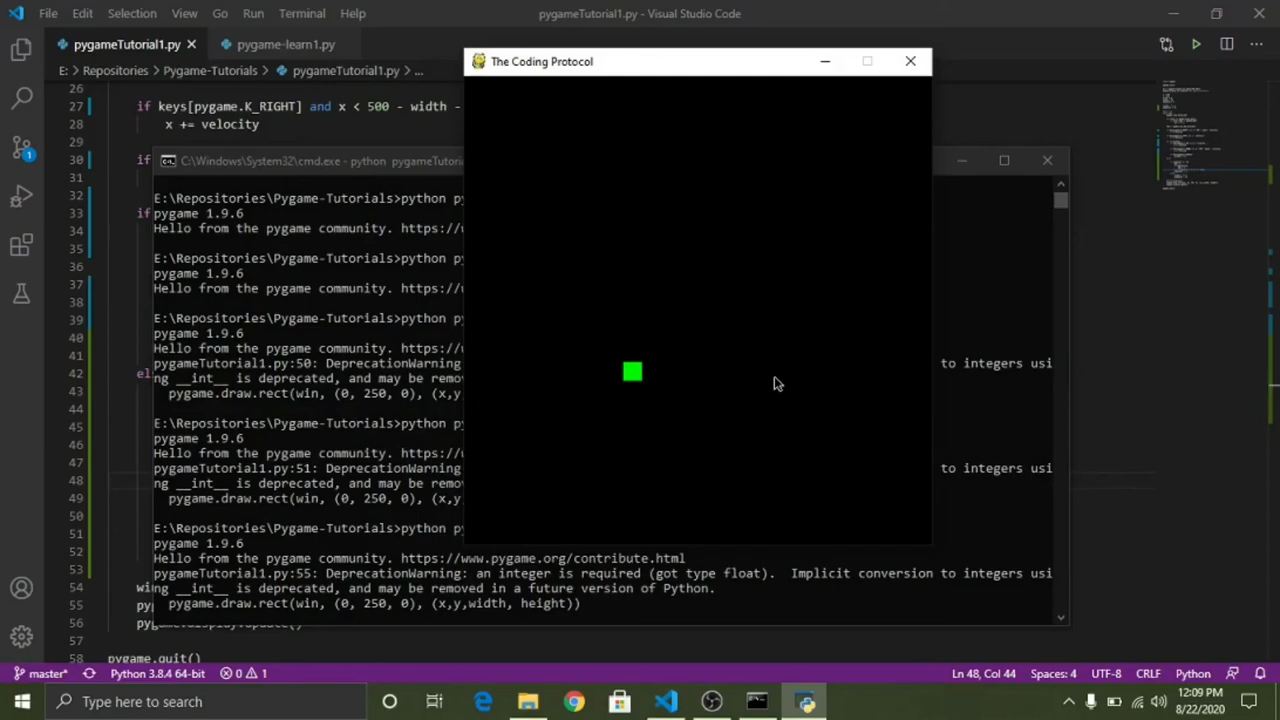 File Edit Selection View Go Run Terminal Help pygameTutorial1.py - Visual Studio Code
pygameTutorial1.py pygame-learn1.py
E: > Repositories > Pygame-Tutorials > pygameTutorial1.py > ...
The Coding Protocol
26
27 if keys[pygame.K_RIGHT] and x < 500 - width -
28 x += velocity
29
30 if
31
32
33 if
34
35
36
37
38
39
40
41
42 el
43
44
45
46
47
48
49
50
51
52
53
54 win
55 py
56 pygame.display.update()
57
58 pygame.quit()
C:\Windows\System32\cmd.exe - python pygameTutori
E:\Repositories\Pygame-Tutorials>python py
pygame 1.9.6
Hello from the pygame community. https://w
E:\Repositories\Pygame-Tutorials>python py
pygame 1.9.6
Hello from the pygame community. https://w
E:\Repositories\Pygame-Tutorials>python py
pygame 1.9.6
Hello from the pygame community. https://w
pygameTutorial1.py:50: DeprecationWarning to integers usi
ng __int__ is deprecated, and may be remov
pygame.draw.rect(win, (0, 250, 0), (x,y,
E:\Repositories\Pygame-Tutorials>python py
pygame 1.9.6
Hello from the pygame community. https://w
pygameTutorial1.py:51: DeprecationWarning to integers usi
ng __int__ is deprecated, and may be remov
pygame.draw.rect(win, (0, 250, 0), (x,y,
E:\Repositories\Pygame-Tutorials>python py
pygame 1.9.6
Hello from the pygame community. https://www.pygame.org/contribute.html
pygameTutorial1.py:55: DeprecationWarning: an integer is required (got type float).  Implicit conversion to integers usi
ng __int__ is deprecated, and may be removed in a future version of Python.
pygame.draw.rect(win, (0, 250, 0), (x,y,width, height))
master* Python 3.8.4 64-bit 0 1 Ln 48, Col 44 Spaces: 4 UTF-8 CRLF Python
Type here to search
12:09 PM
8/22/2020